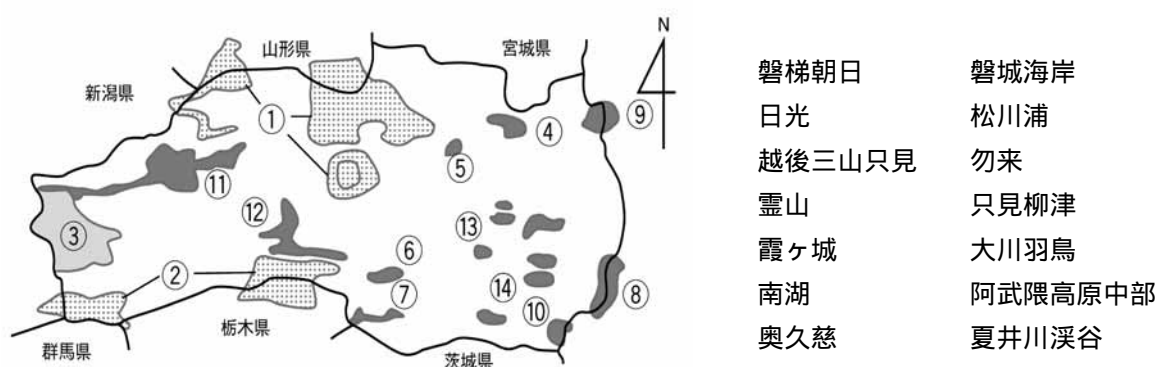 山形県
宮城県
N
新潟県
①
④
⑨
⑤
⑪
⑫
③
⑬
⑥
②
⑦
⑭
⑩
⑧
栃木県
群馬県
茨城県
磐梯朝日
日光
越後三山只見
霊山
霞ヶ城
南湖
奥久慈
磐城海岸
松川浦
勿来
只見柳津
大川羽鳥
阿武隈高原中部
夏井川渓谷